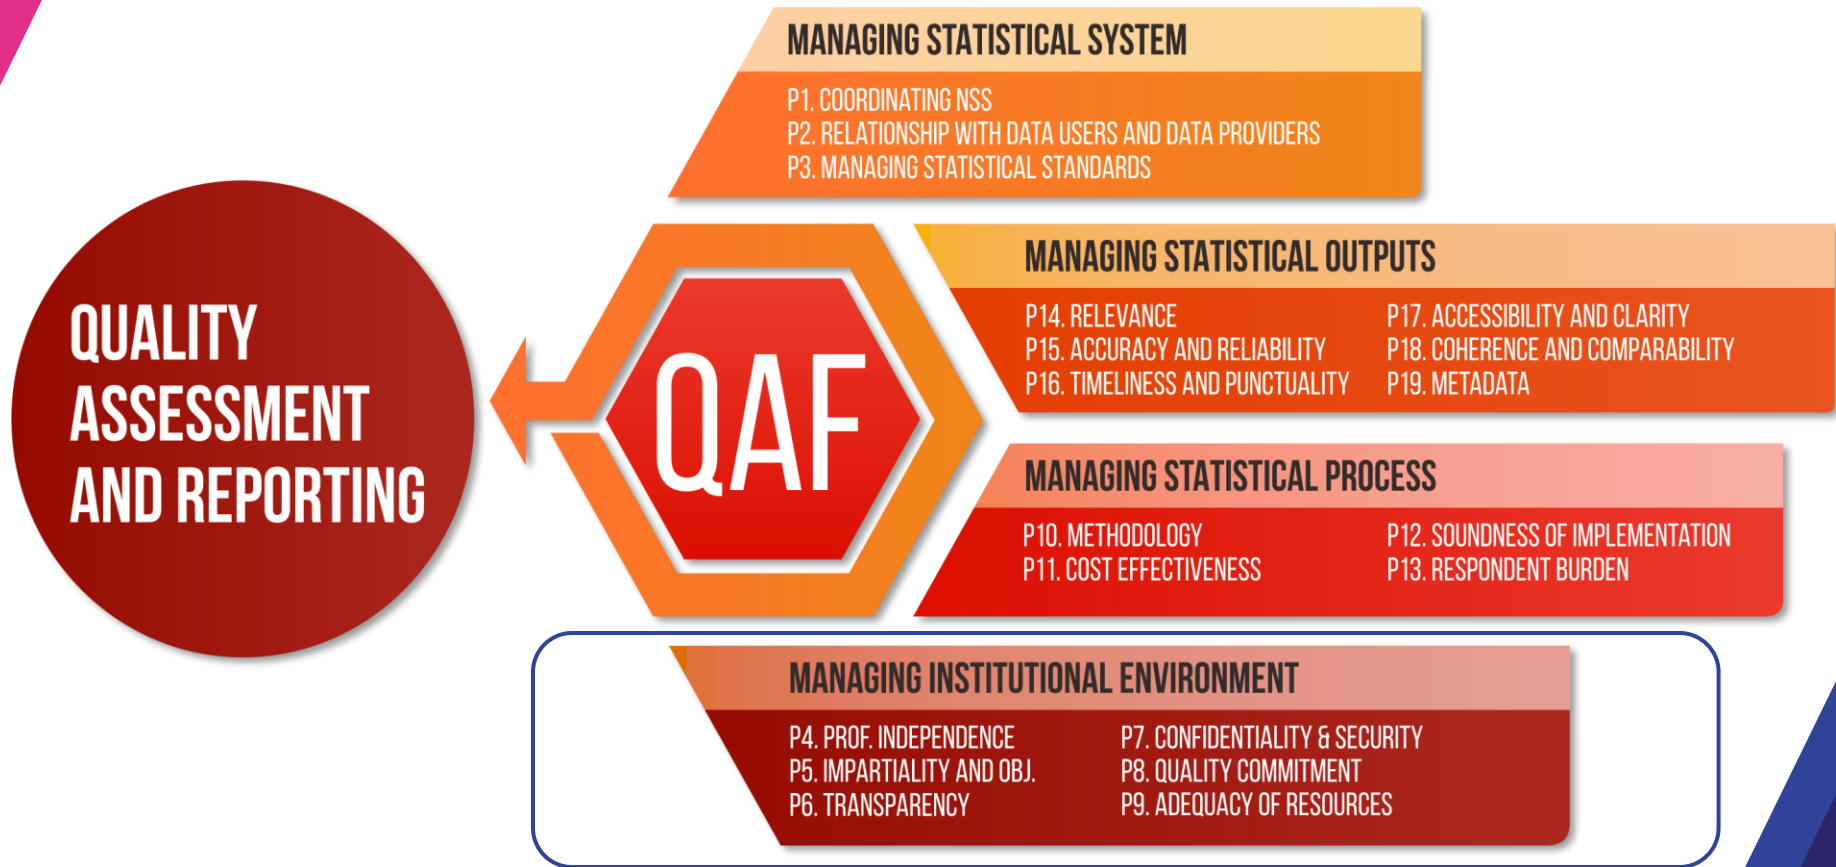 MANAGING STATISTICAL SYSTEM
P1. COORDINATING NSS
P2. RELATIONSHIP WITH DATA USERS AND DATA PROVIDERS
P3. MANAGING STATISTICAL STANDARDS
QUALITY
ASSESSMENT
AND REPORTING
QAF
MANAGING STATISTICAL OUTPUTS
P14. RELEVANCE
P15. ACCURACY AND RELIABILITY
P16. TIMELINESS AND PUNCTUALITY
P17. ACCESSIBILITY AND CLARITY
P18. COHERENCE AND COMPARABILITY
P19. METADATA
MANAGING STATISTICAL PROCESS
P10. METHODOLOGY
P11. COST EFFECTIVENESS
P12. SOUNDNESS OF IMPLEMENTATION
P13. RESPONDENT BURDEN
MANAGING INSTITUTIONAL ENVIRONMENT
P4. PROF. INDEPENDENCE
P5. IMPARTIALITY AND OBJ.
P6. TRANSPARENCY
P7. CONFIDENTIALITY & SECURITY
P8. QUALITY COMMITMENT
P9. ADEQUACY OF RESOURCES